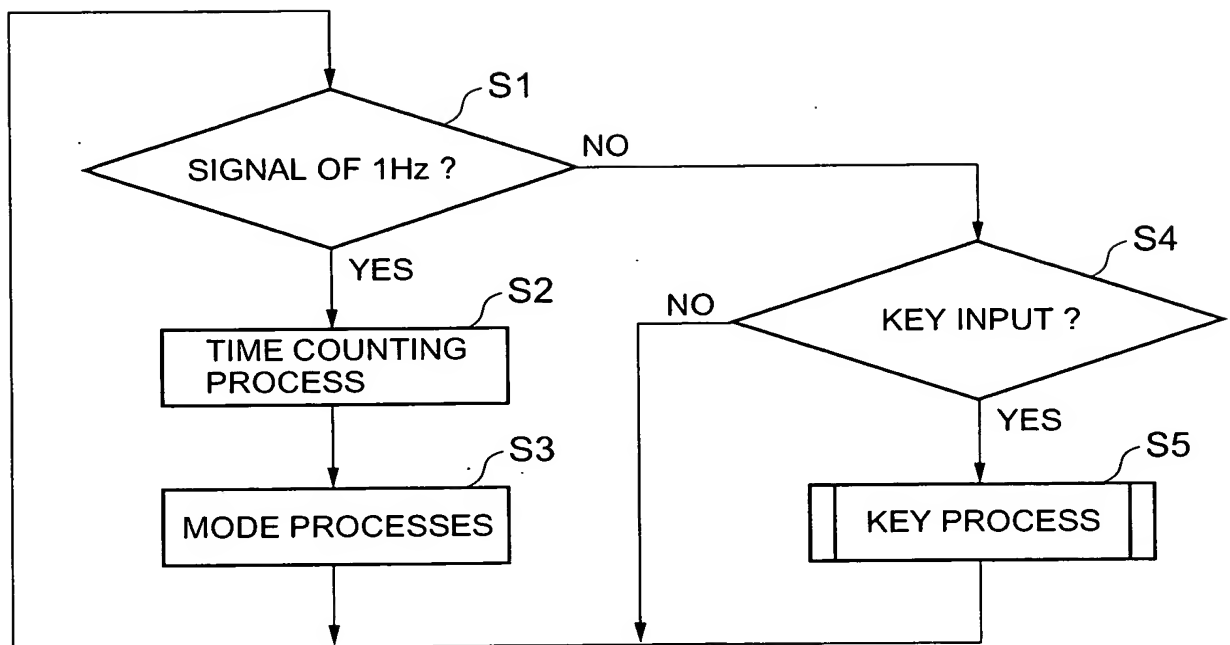 S1
SIGNAL OF 1Hz ?
NO
YES
S2
TIME COUNTING
PROCESS
S3
MODE PROCESSES
S4
NO
KEY INPUT ?
YES
S5
KEY PROCESS